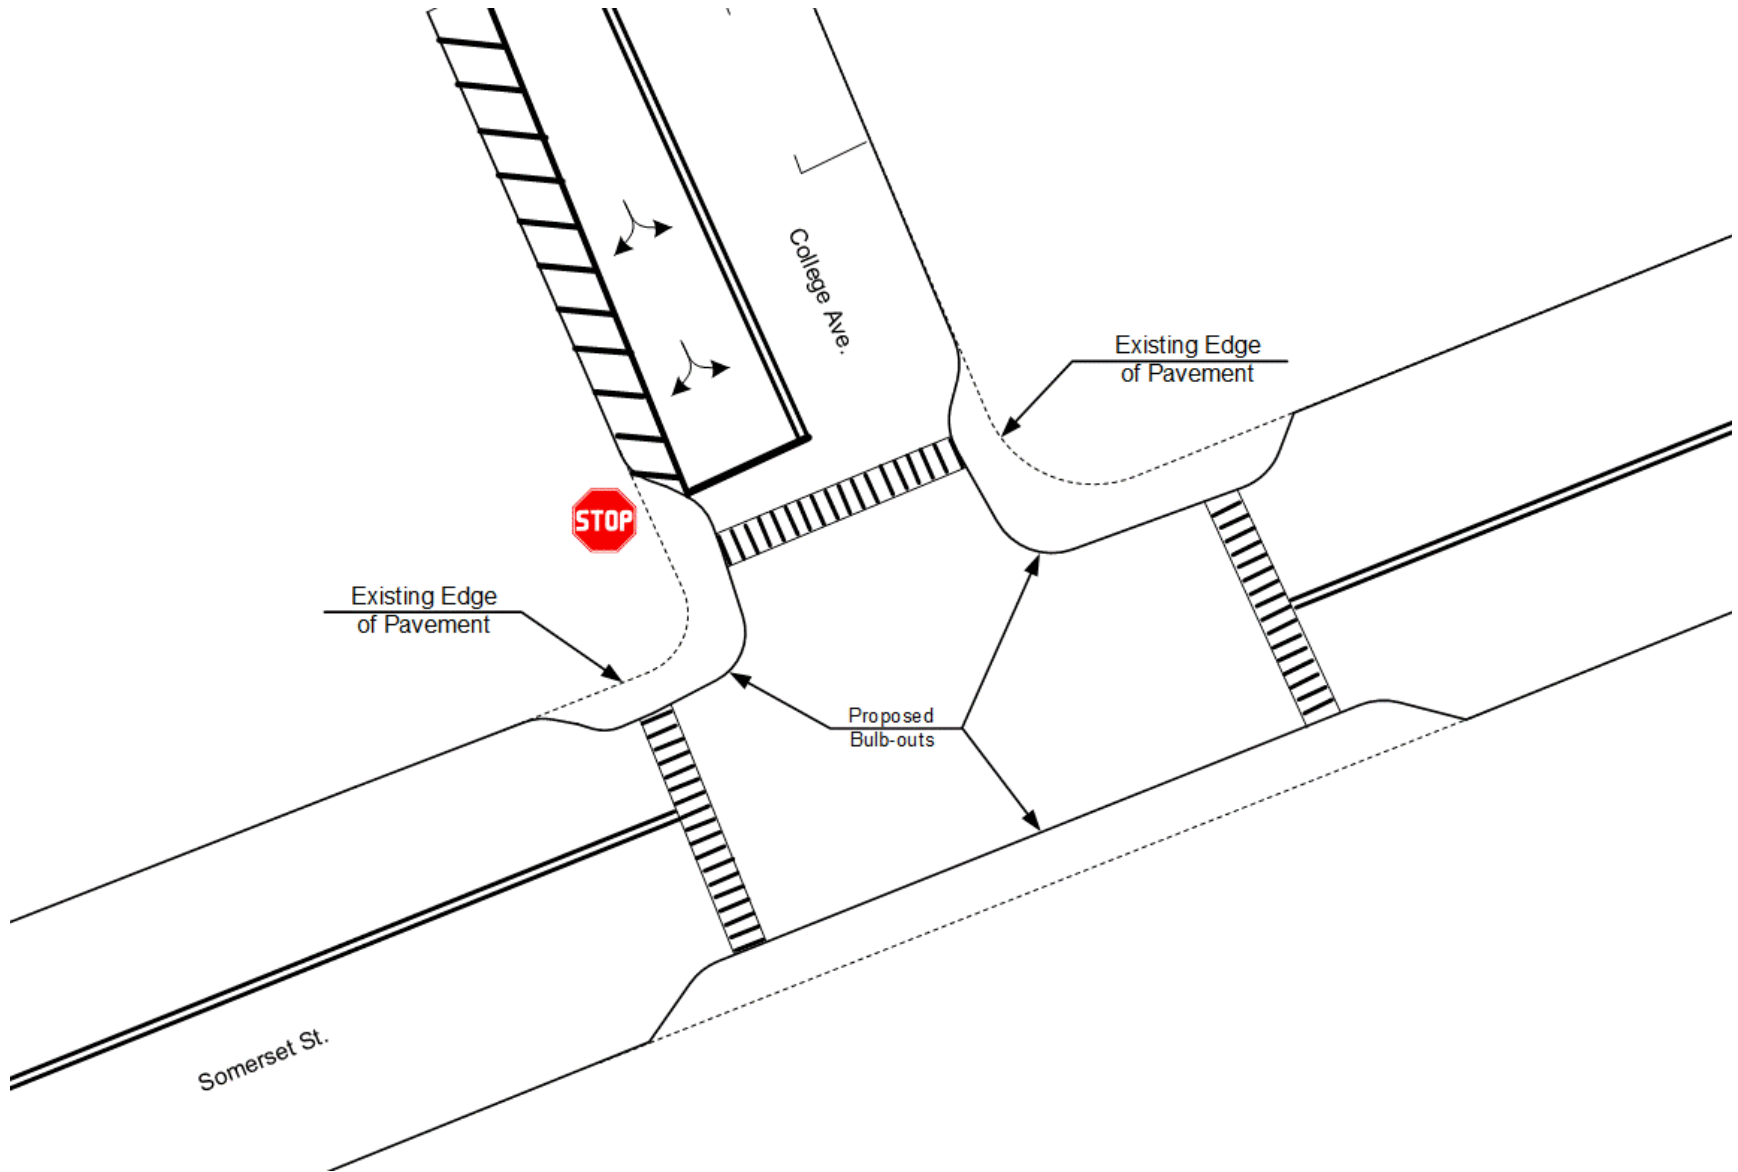 College Ave.
Existing Edge
of Pavement
STOP
Existing Edge
of Pavement
Proposed
Bulb-outs
Somerset St.